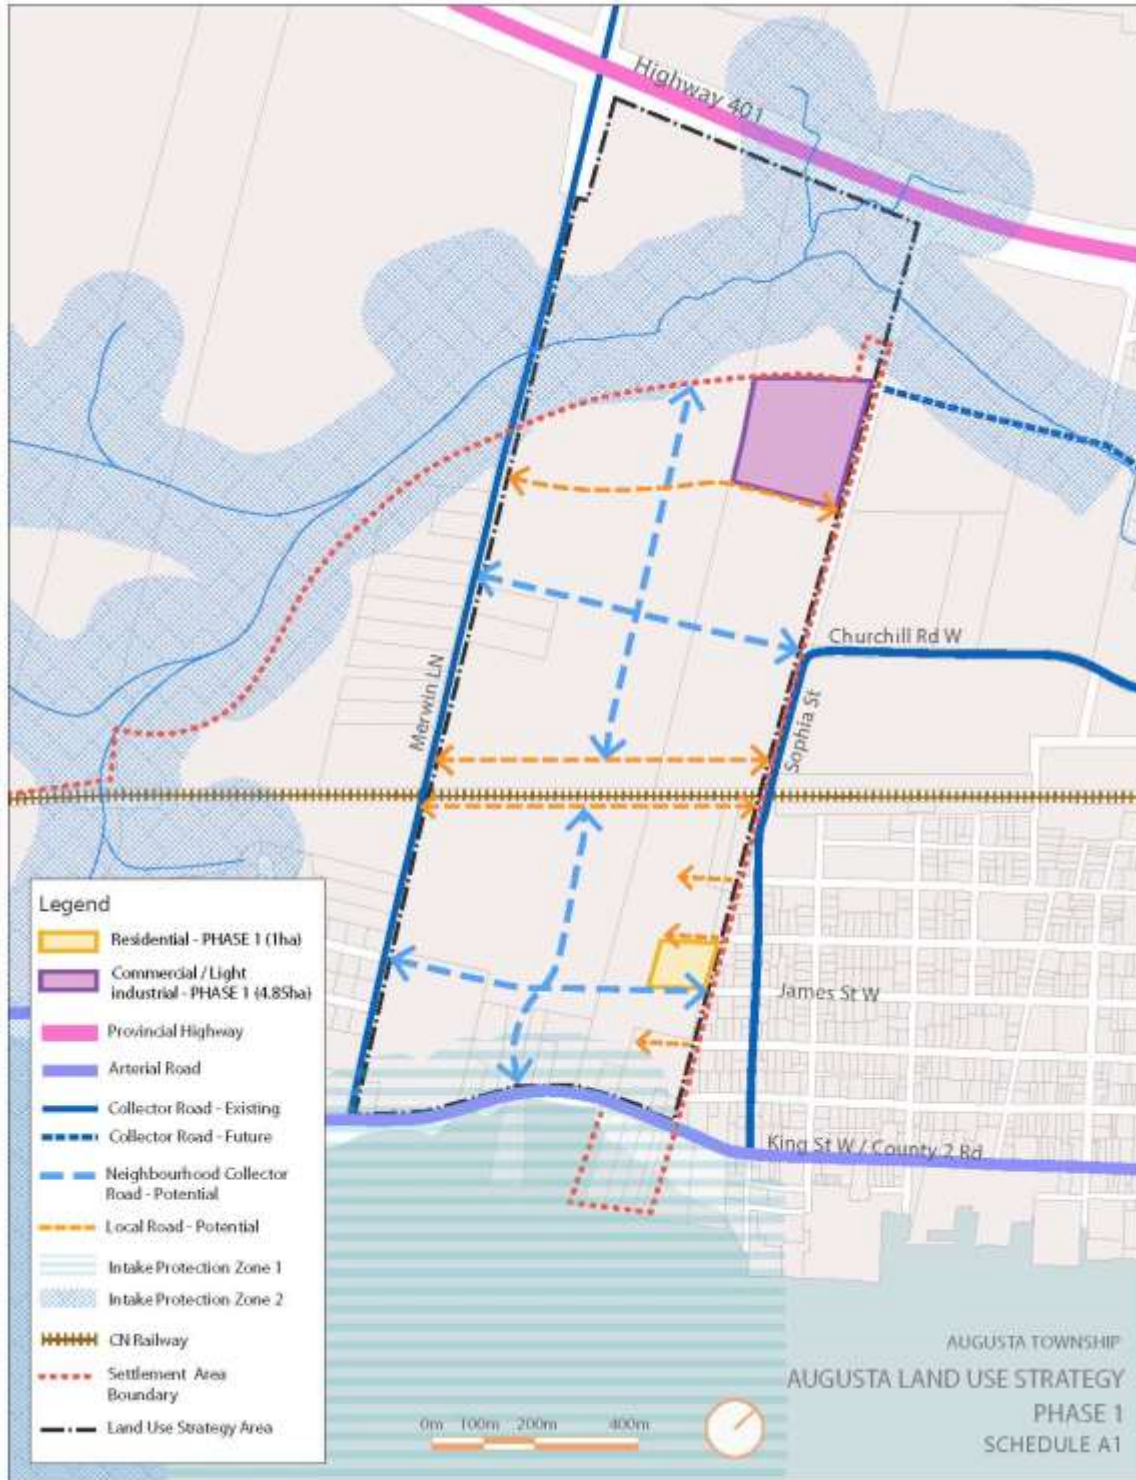 Highway 401
Churchill Rd W
Merwin LN
Sophia St
James St W
King St W / County 2 Rd
Legend
Residential - PHASE 1 (1ha)
Commercial / Light
industrial - PHASE 1 (4.85ha)
Provincial Highway
Arterial Road
Collector Road - Existing
Collector Road - Future
Neighbourhood Collector
Road - Potential
Local Road - Potential
Intake Protection Zone 1
Intake Protection Zone 2
CN Railway
Settlement Area
Boundary
Land Use Strategy Area
0m 100m 200m 400m
AUGUSTA TOWNSHIP
AUGUSTA LAND USE STRATEGY
PHASE 1
SCHEDULE A1